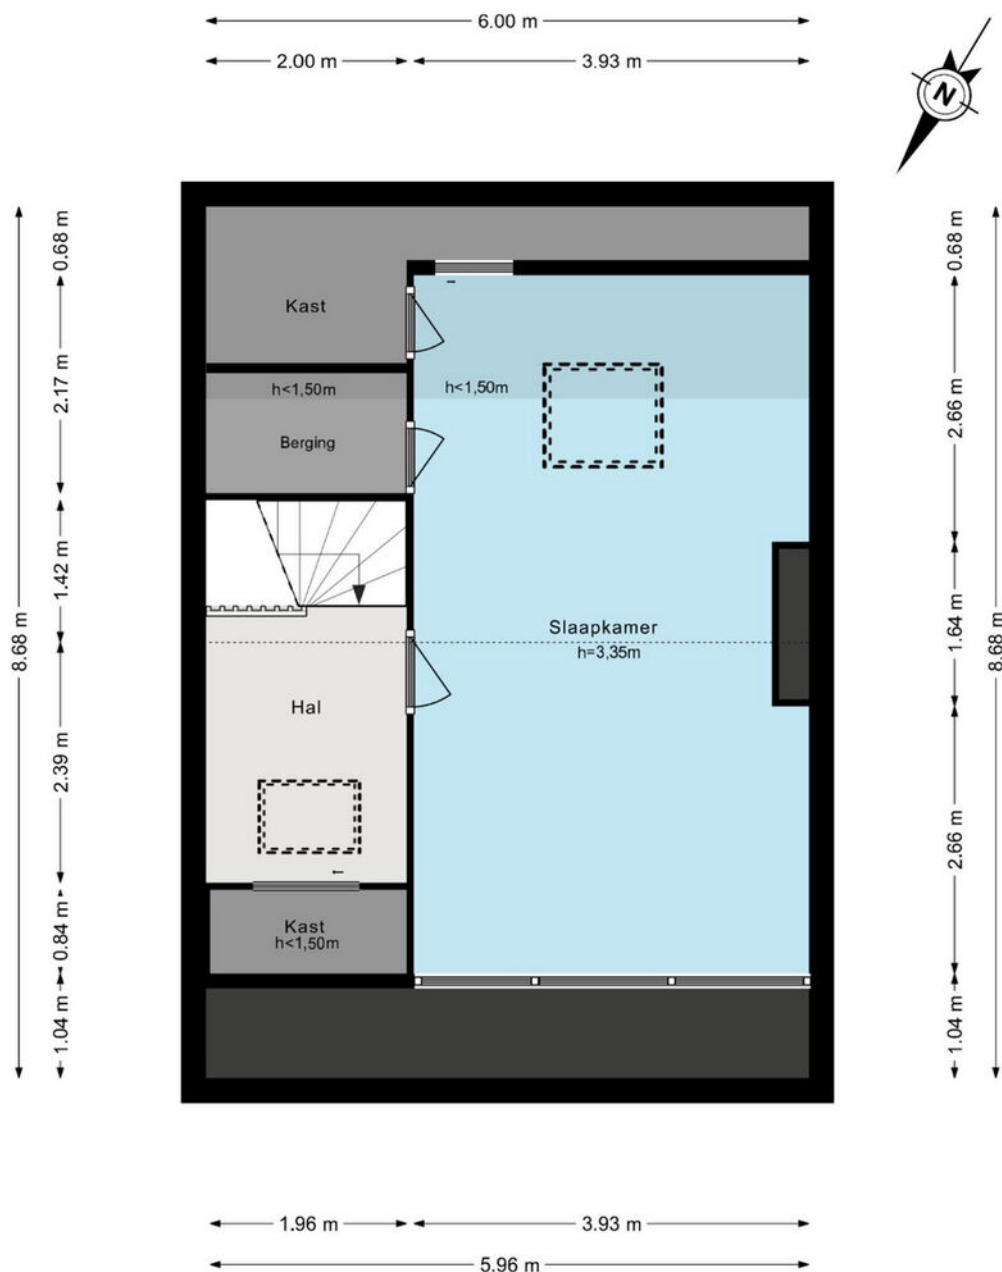 6.00 m
2.00 m
3.93 m
N
0.68 m
2.17 m
1.42 m
2.39 m
0.84 m
1.04 m
8.68 m
Kast
h<1,50m
h<1,50m
Berging
Slaapkamer
h=3,35m
Hal
Kast
h<1,50m
0.68 m
2.66 m
1.64 m
2.66 m
1.04 m
8.68 m
1.96 m
3.93 m
5.96 m